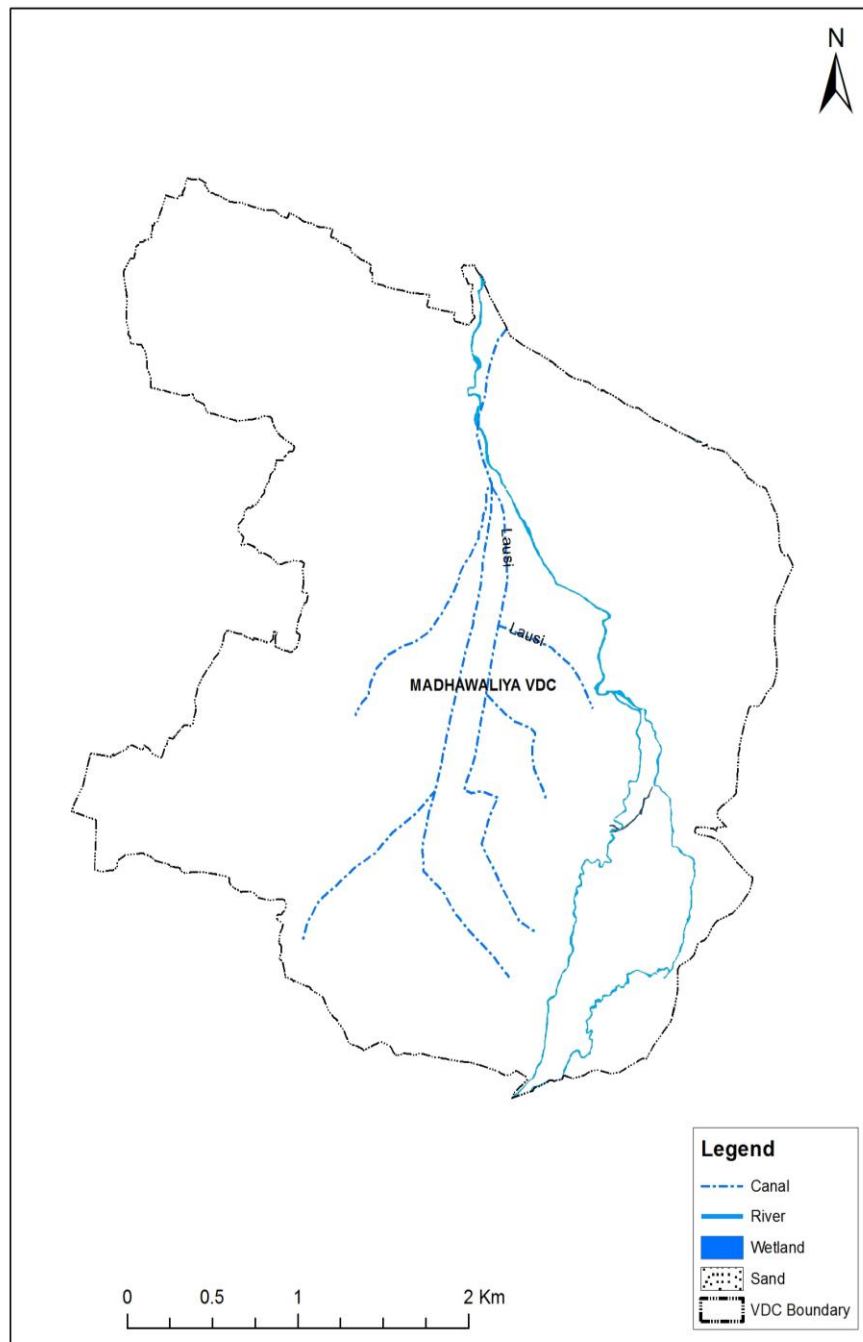 N
Lausi
Lausi
MADHAWALIYA VDC
Legend
Canal
River
Wetland
Sand
VDC Boundary
0 0.5 1 2 Km